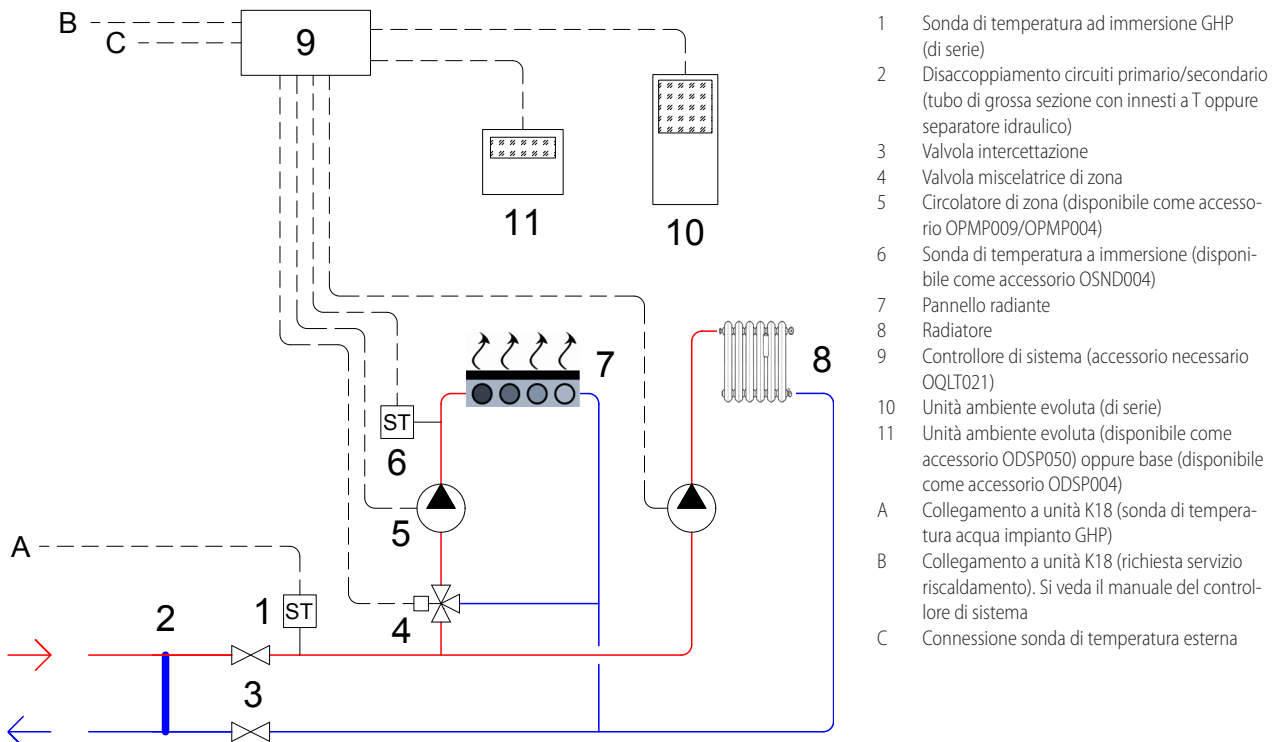 B
C
9
11
10
7
8
ST
6
5
A
2
1
ST
4
3
1 Sonda di temperatura ad immersione GHP
(di serie)
2 Disaccoppiamento circuiti primario/secondario
(tubo di grossa sezione con innesti a T oppure
separatore idraulico)
3 Valvola intercettazione
4 Valvola miscelatrice di zona
5 Circolatore di zona (disponibile come accesso-
rio OPMP009/OPMP004)
6 Sonda di temperatura a immersione (disponi-
bile come accessorio OSND004)
7 Pannello radiante
8 Radiatore
9 Controllore di sistema (accessorio necessario
OQLT021)
10 Unità ambiente evoluta (di serie)
11 Unità ambiente evoluta (disponibile come
accessorio ODSP050) oppure base (disponibile
come accessorio ODSP004)
A Collegamento a unità K18 (sonda di tempera-
tura acqua impianto GHP)
B Collegamento a unità K18 (richiesta servizio
riscaldamento). Si veda il manuale del control-
lore di sistema
C Connessione sonda di temperatura esterna